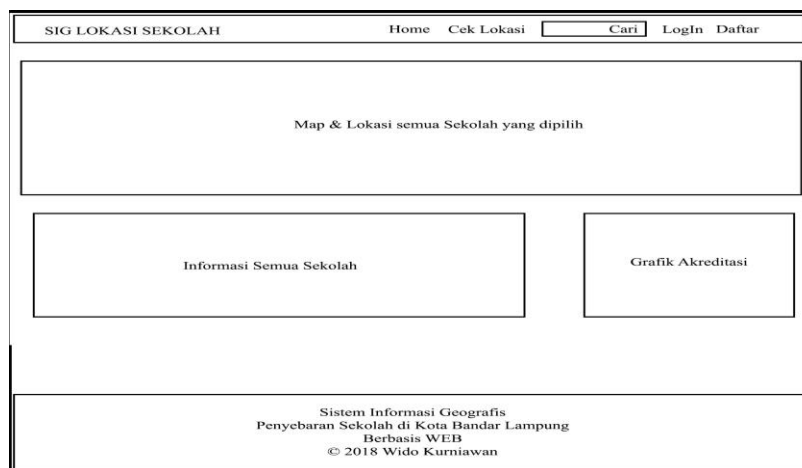 SIG LOKASI SEKOLAH Home Cek Lokasi Cari LogIn Daftar
Map & Lokasi semua Sekolah yang dipilih
Informasi Semua Sekolah
Grafik Akreditasi
Sistem Informasi Geografis
Penyebaran Sekolah di Kota Bandar Lampung
Berbasis WEB
© 2018 Wido Kurniawan